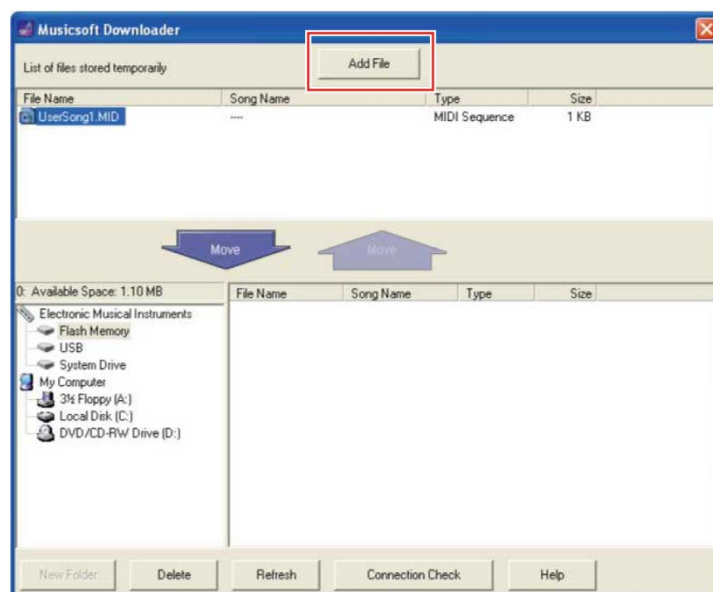 Musicsoft Downloader
List of files stored temporarily
Add File
File Name Song Name Type Size
UserSong1.MID ---- MIDI Sequence 1 KB
Move Move
0: Available Space: 1.10 MB
File Name Song Name Type Size
Electronic Musical Instruments
Flash Memory
USB
System Drive
My Computer
3½ Floppy (A:)
Local Disk (C:)
DVD/CD-RW Drive (D:)
New Folder Delete Refresh Connection Check Help